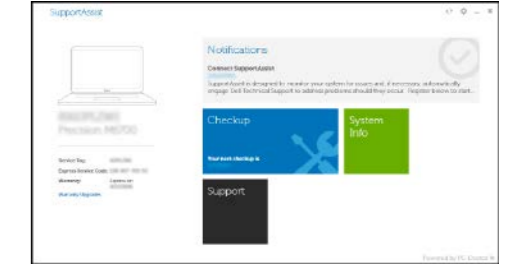 SupportAssist
Notifications
Connect SupportAssist
SupportAssist is designed to monitor your system for issues and, if necessary, automatically
engage Dell Technical Support to address problems should they occur. Register below to start...
Precision M6700
Checkup
System
Info
Your next checkup is
Service Tag:
Express Service Code:
Warranty:
Warranty Upgrades
Support
Powered by PC-Doctor